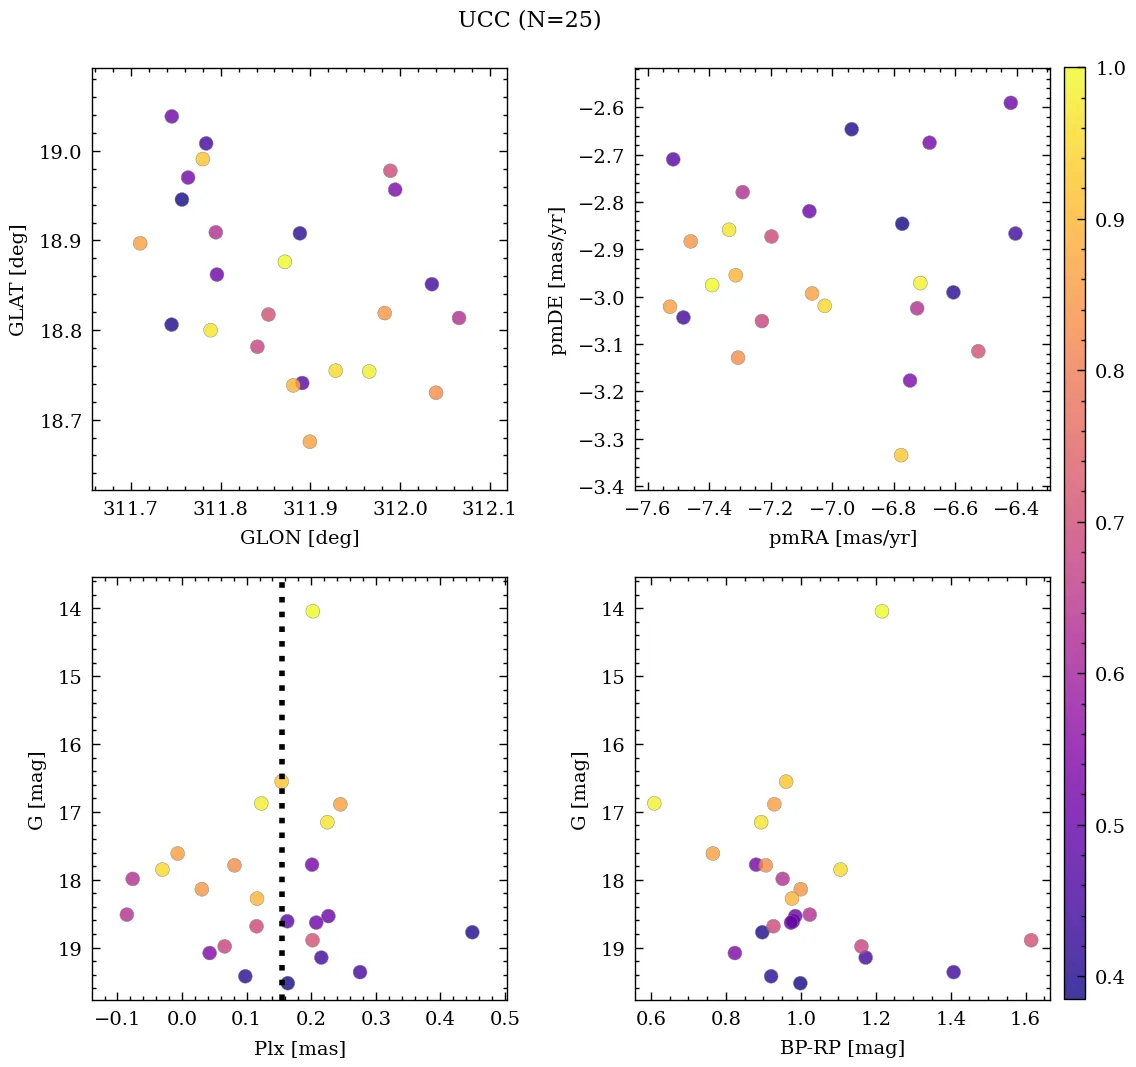 UCC (N=25)
19.0
18.9
18.8
18.7
GLAT [deg]
311.7 311.8 311.9 312.0 312.1
GLON [deg]
−2.6
−2.7
−2.8
−2.9
−3.0
−3.1
−3.2
−3.3
−3.4
pmDE [mas/yr]
−7.6 −7.4 −7.2 −7.0 −6.8 −6.6 −6.4
pmRA [mas/yr]
14
15
16
17
18
19
G [mag]
−0.1 0.0 0.1 0.2 0.3 0.4 0.5
Plx [mas]
14
15
16
17
18
19
G [mag]
0.6 0.8 1.0 1.2 1.4 1.6
BP-RP [mag]
1.0
0.9
0.8
0.7
0.6
0.5
0.4